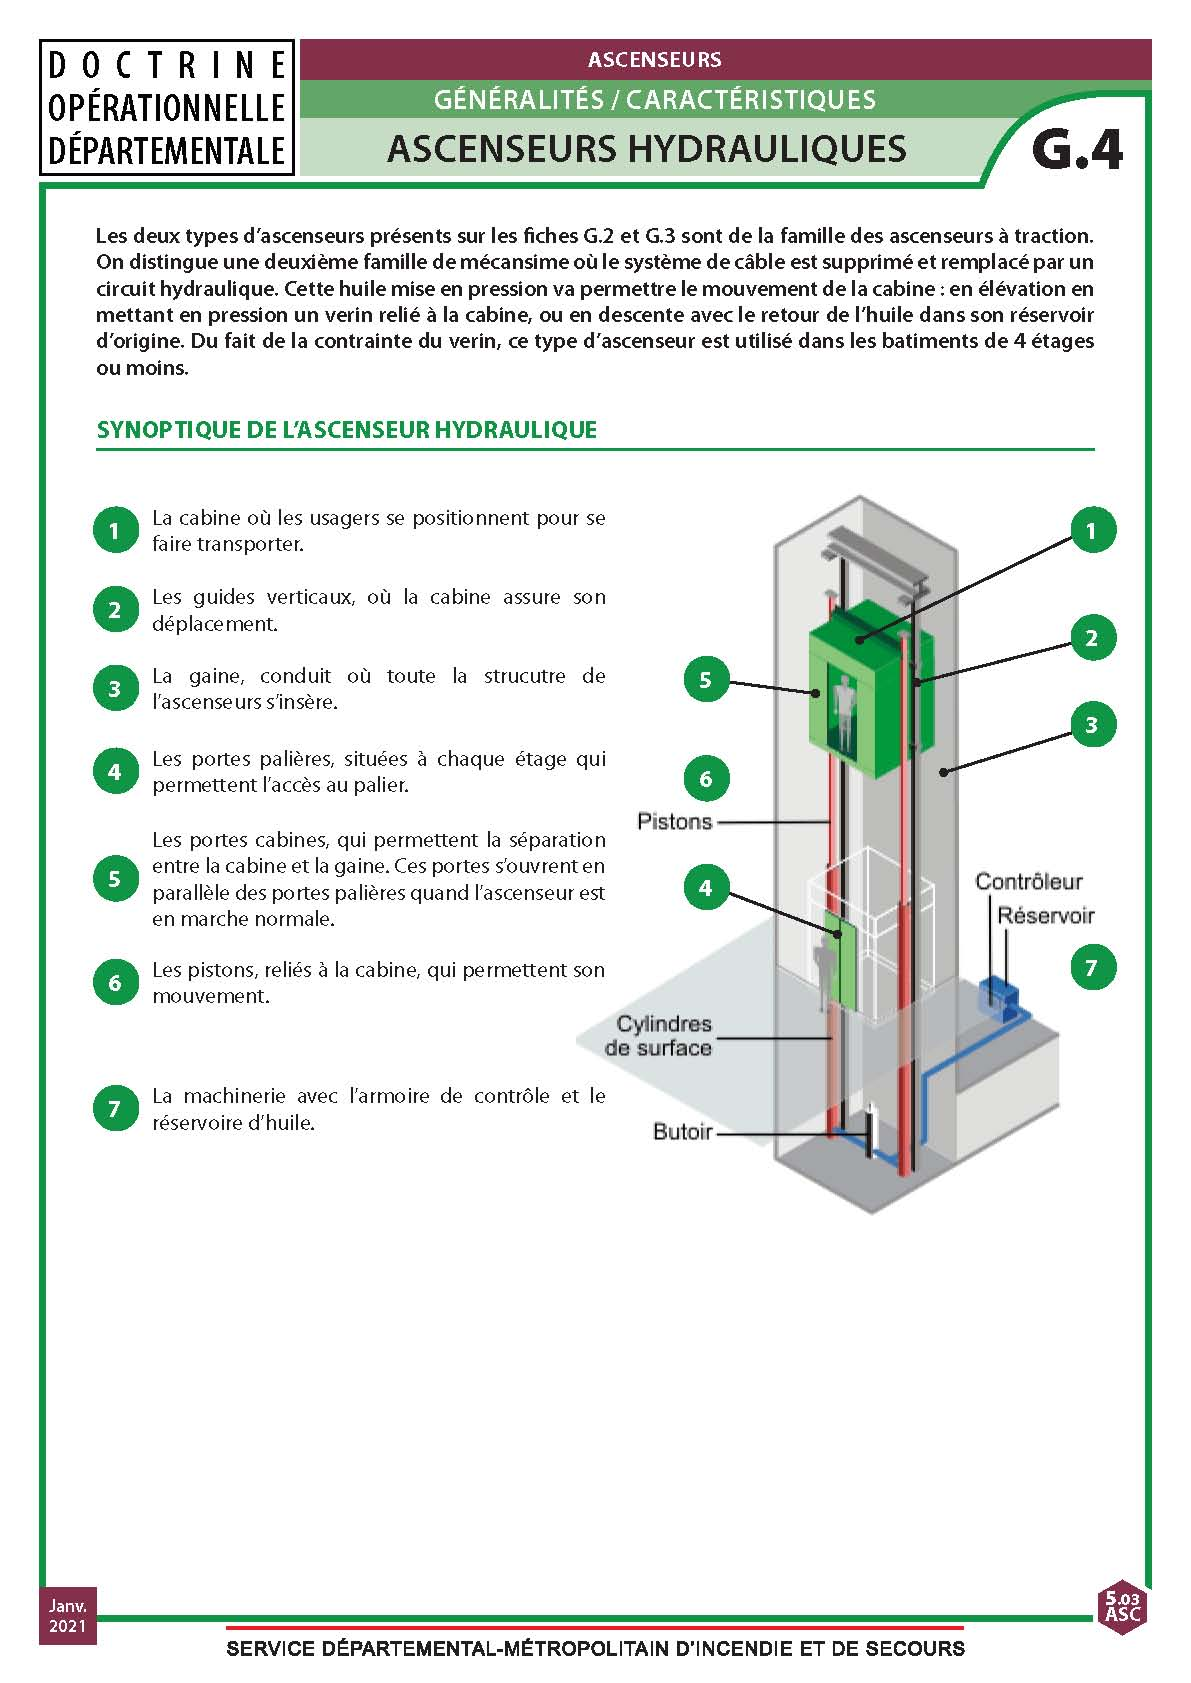 DOCTRINE
OPÉRATIONNELLE
DÉPARTEMENTALE
ASCENSEURS
GÉNÉRALITÉS / CARACTÉRISTIQUES
ASCENSEURS HYDRAULIQUES
G.4
Les deux types d’ascenseurs présents sur les fiches G.2 et G.3 sont de la famille des ascenseurs à traction.
On distingue une deuxième famille de mécansime où le système de câble est supprimé et remplacé par un
circuit hydraulique. Cette huile mise en pression va permettre le mouvement de la cabine : en élévation en
mettant en pression un verin relié à la cabine, ou en descente avec le retour de l’huile dans son réservoir
d’origine. Du fait de la contrainte du verin, ce type d’ascenseur est utilisé dans les batiments de 4 étages
ou moins.
SYNOPTIQUE DE L’ASCENSEUR HYDRAULIQUE
1
La cabine où les usagers se positionnent pour se
faire transporter.
2
Les guides verticaux, où la cabine assure son
déplacement.
3
La gaine, conduit où toute la strucutre de
l’ascenseurs s’insère.
4
Les portes palières, situées à chaque étage qui
permettent l’accès au palier.
5
Les portes cabines, qui permettent la séparation
entre la cabine et la gaine. Ces portes s’ouvrent en
parallèle des portes palières quand l’ascenseur est
en marche normale.
6
Les pistons, reliés à la cabine, qui permettent son
mouvement.
7
La machinerie avec l’armoire de contrôle et le
réservoire d’huile.
1
2
5
3
6
Pistons
4
Contrôleur
Réservoir
7
Cylindres
de surface
Butoir
Janv.
2021
5.03
ASC
SERVICE DÉPARTEMENTAL-MÉTROPOLITAIN D'INCENDIE ET DE SECOURS